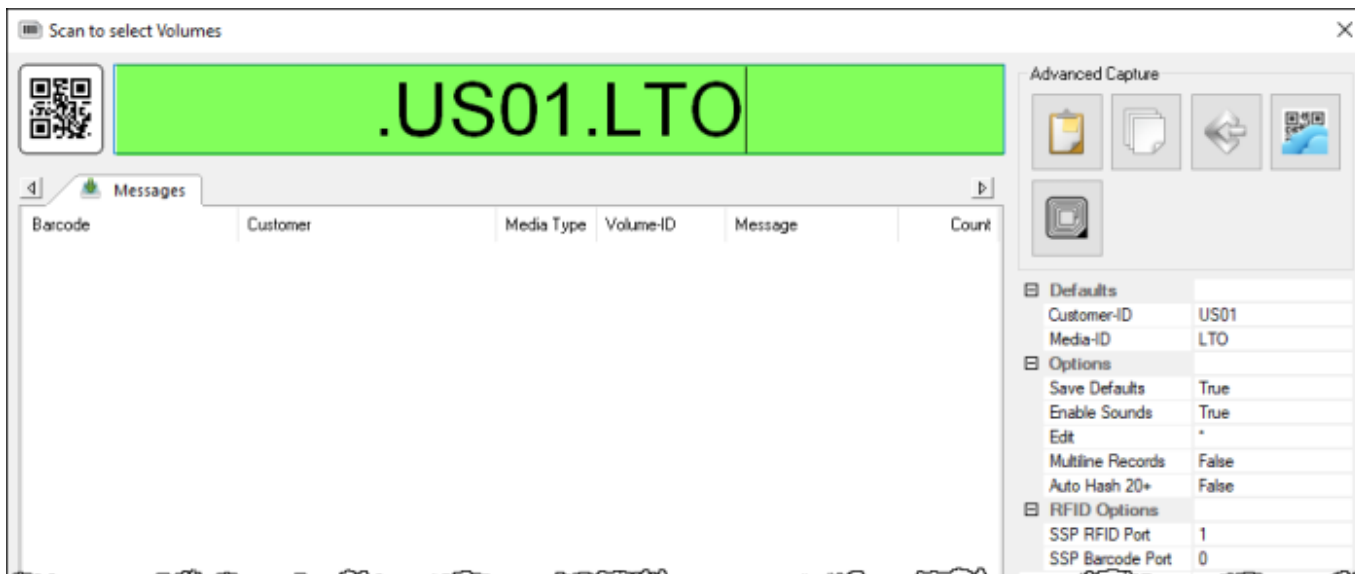 Scan to select Volumes
.US01.LTO
Advanced Capture
Messages
Barcode Customer Media Type Volume-ID Message Count
Defaults
Customer-ID US01
Media-ID LTO
Options
Save Defaults True
Enable Sounds True
Edit *
Multiline Records False
Auto Hash 20+ False
RFID Options
SSP RFID Port 1
SSP Barcode Port 0